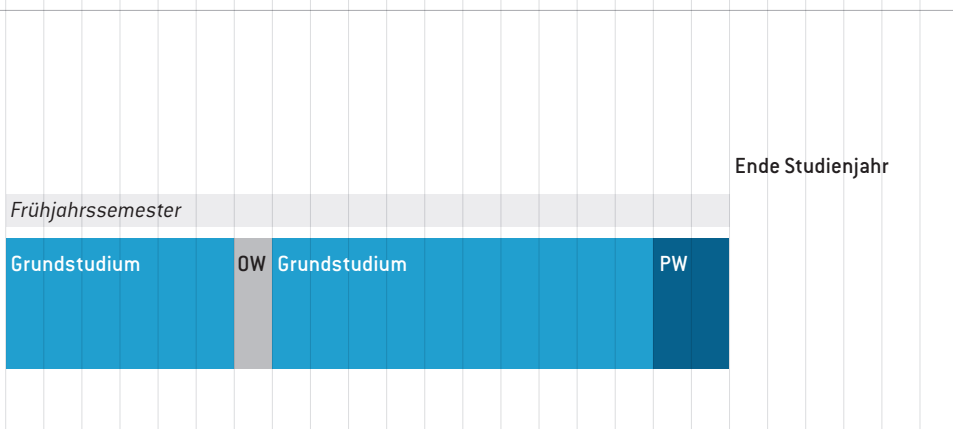 Ende Studienjahr
Frühjahrssemester
Grundstudium
OW
Grundstudium
PW